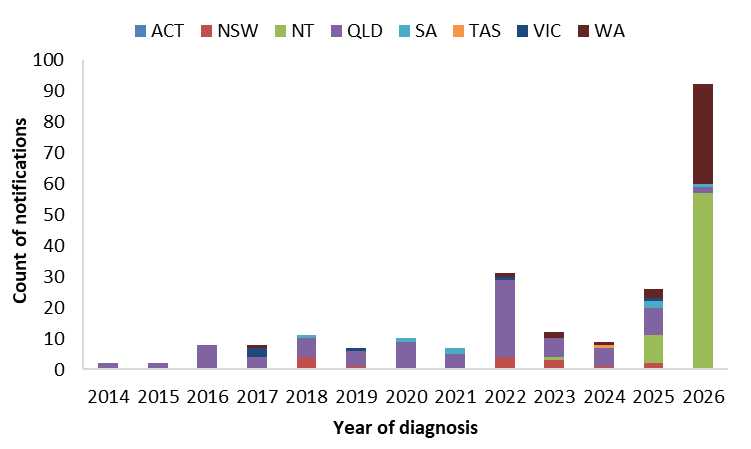 ACT NSW NT QLD SA TAS VIC WA
100
90
80
70
60
50
40
30
20
10
0
Count of notifications
2014 2015 2016 2017 2018 2019 2020 2021 2022 2023 2024 2025 2026
Year of diagnosis